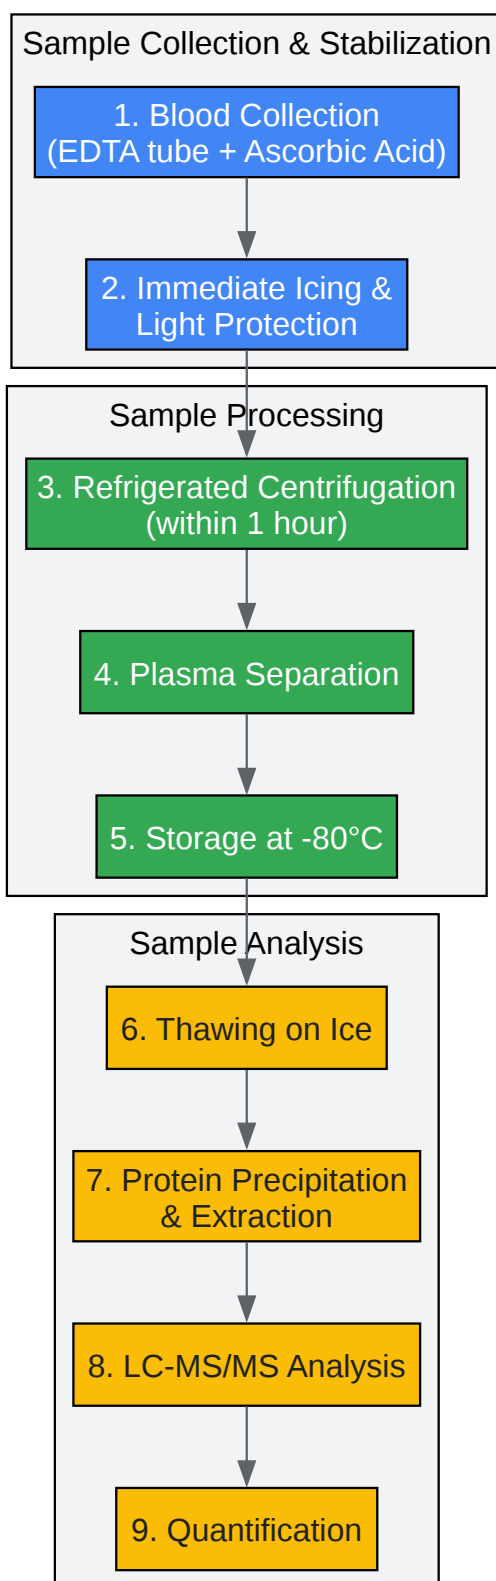 Sample Collection & Stabilization
1. Blood Collection
(EDTA tube + Ascorbic Acid)
2. Immediate Icing &
Light Protection
Sample Processing
3. Refrigerated Centrifugation
(within 1 hour)
4. Plasma Separation
5. Storage at -80°C
Sample Analysis
6. Thawing on Ice
7. Protein Precipitation
& Extraction
8. LC-MS/MS Analysis
9. Quantification